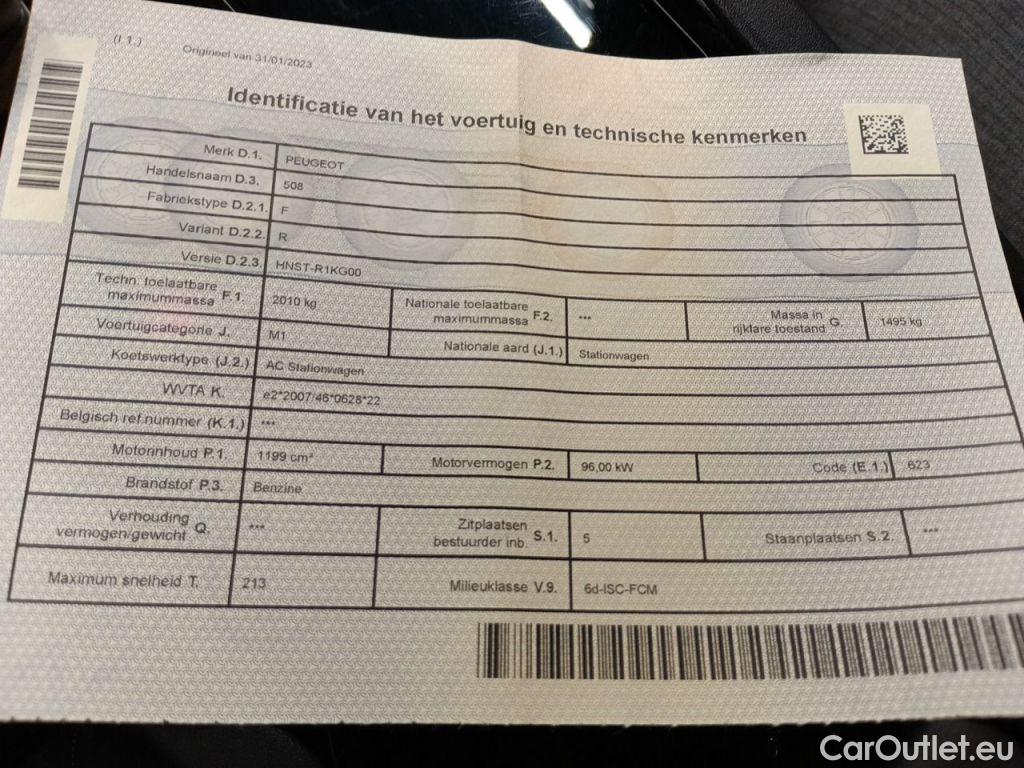 (I 1.)
Origineel van 31/01/2023
Identificatie van het voertuig en technische kenmerken
Merk D.1. PEUGEOT
Handelsnaam D.3. 508
Fabriekstype D.2.1. F
Variant D.2.2. R
Versie D.2.3. HNST-R1KG00
Techn. toelaatbare maximummassa F.1. 2010 kg Nationale toelaatbare maximummassa F.2. *** Massa in rijklare toestand G. 1495 kg
Voertuigcategorie J. M1 Nationale aard (J.1.) Stationwagen
Koetswerktype (J.2.) AC Stationwagen
WVTA K. e2*2007/46*0628*22
Belgisch ref.nummer (K.1.) ***
Motorinhoud P.1. 1199 cm³ Motorvermogen P.2. 96,00 kW Code (E.1.) 623
Brandstof P.3. Benzine
Verhouding vermogen/gewicht Q. *** Zitplaatsen bestuurder inb. S.1. 5 Staanplaatsen S.2. ***
Maximum snelheid T. 213 Milieuklasse V.9. 6d-ISC-FCM
CarOutlet.eu